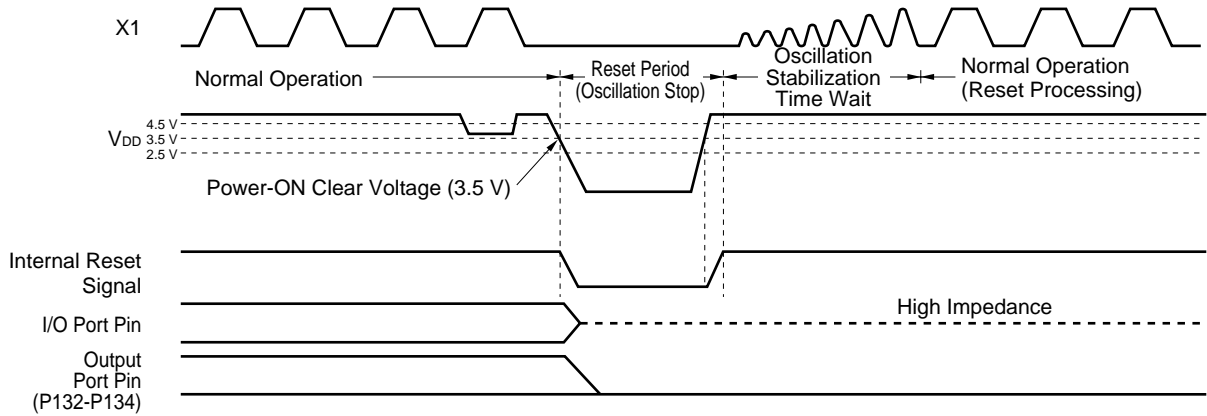 X1
Normal Operation
Reset Period
(Oscillation Stop)
Oscillation
Stabilization
Time Wait
Normal Operation
(Reset Processing)
VDD
4.5 V
3.5 V
2.5 V
Power-ON Clear Voltage (3.5 V)
Internal Reset
Signal
I/O Port Pin
High Impedance
Output
Port Pin
(P132-P134)